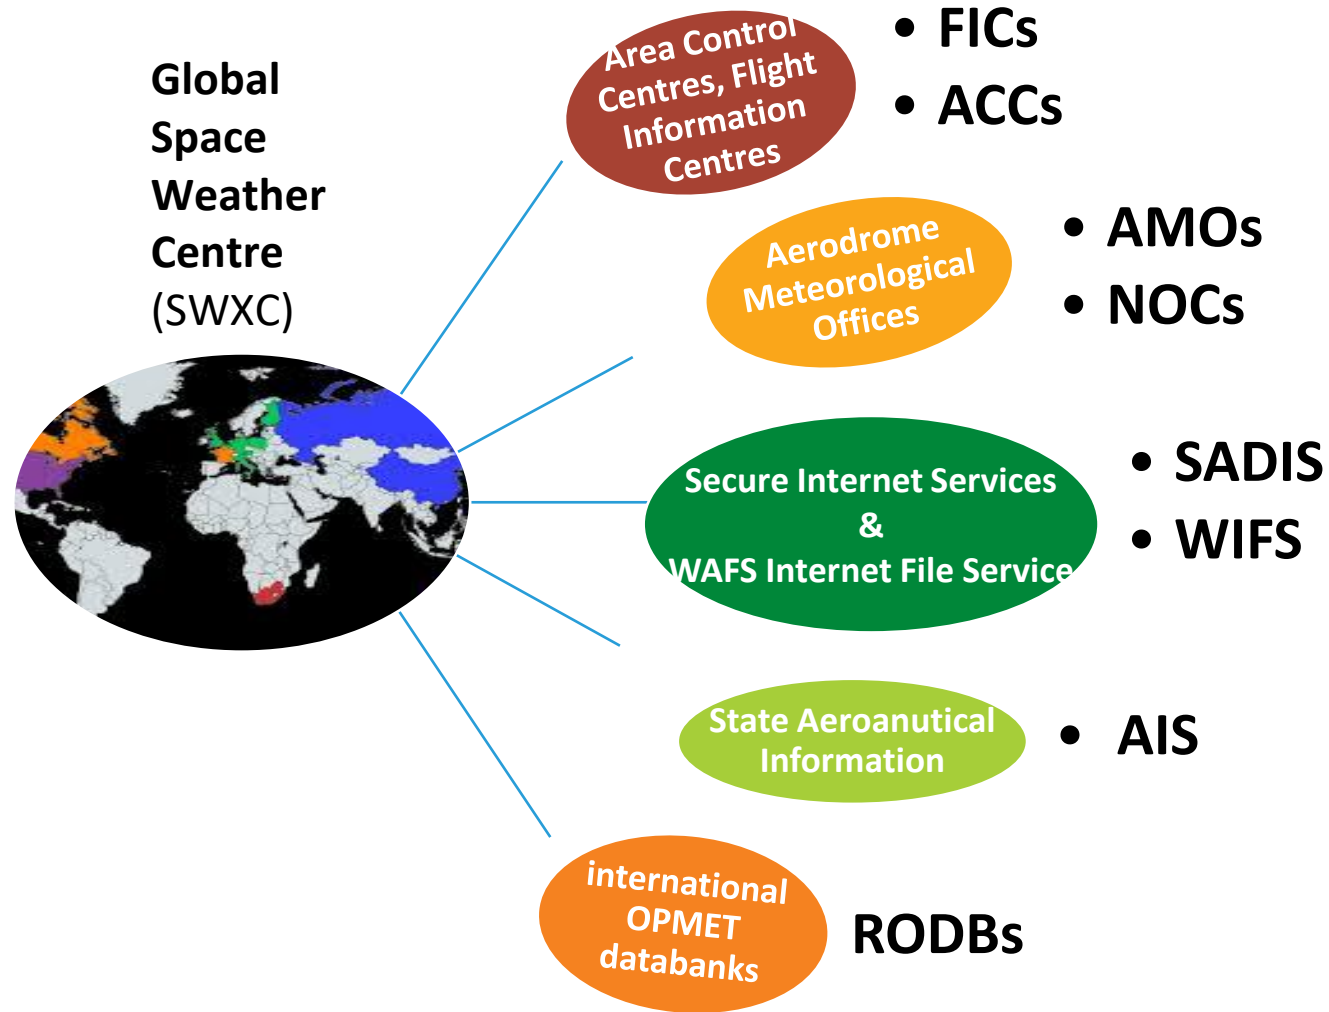 Global
Space
Weather
Centre
(SWXC)
Area Control
Centres, Flight
Information
Centres
• FICs
• ACCs
Aerodrome
Meteorological
Offices
• AMOs
• NOCs
Secure Internet Services
&
WAFS Internet File Service
• SADIS
• WIFS
State Aeroanutical
Information
• AIS
international
OPMET
databanks
RODBs